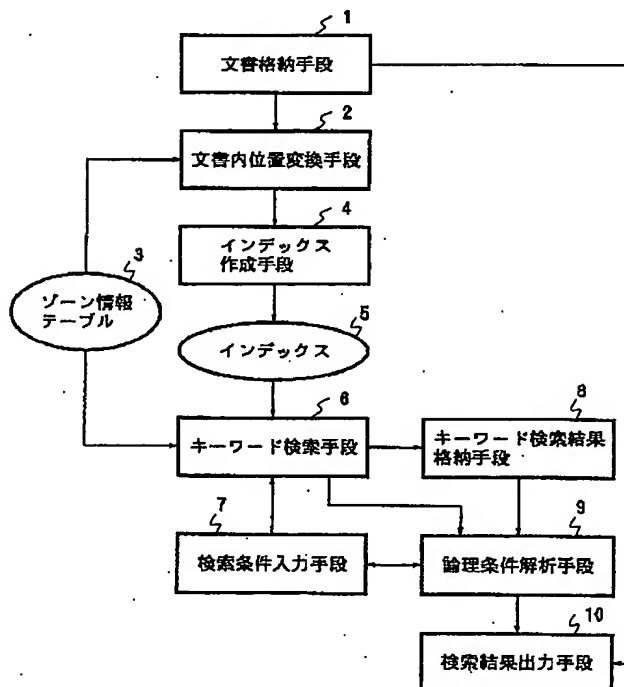 1
文書格納手段
2
文書内位置変換手段
4
インデックス
作成手段
3
ゾーン情報
テーブル
5
インデックス
6
キーワード検索手段
8
キーワード検索結果
格納手段
7
検索条件入力手段
9
論理条件解析手段
10
検索結果出力手段